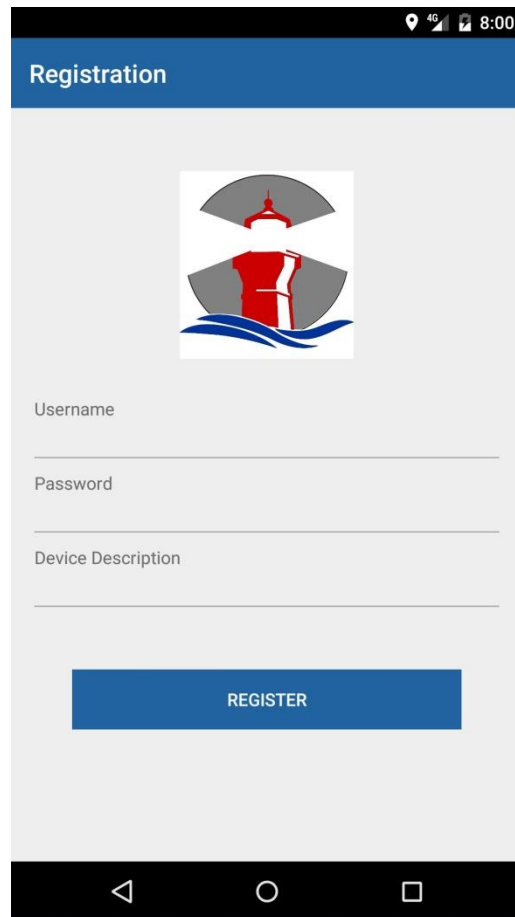 4G 8:00
Registration
Username
Password
Device Description
REGISTER